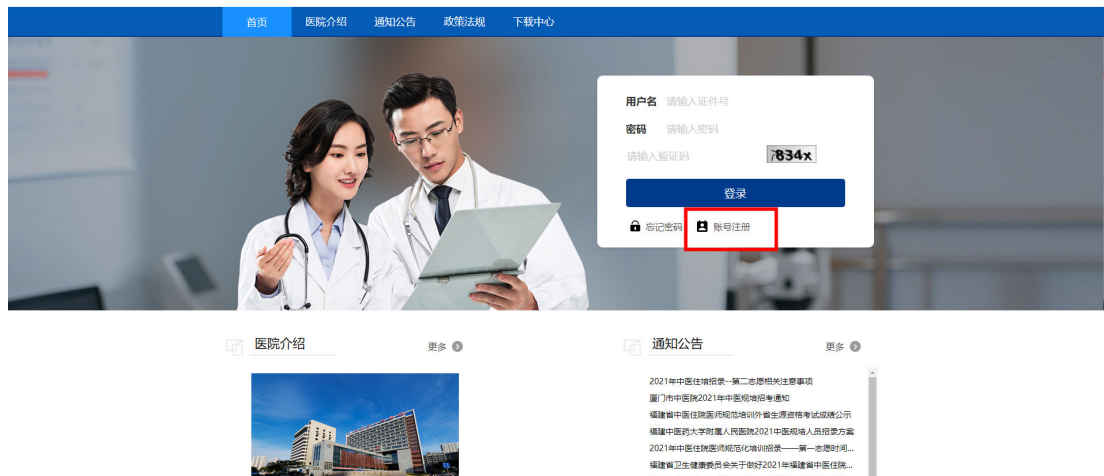 首页 医院介绍 通知公告 政策法规 下载中心
用户名 请输入证件号
密码 请输入密码
请输入验证码 7834x
登录
忘记密码 账号注册
医院介绍 更多
通知公告 更多
2021年中医住培招录--第二志愿相关注意事项
厦门市中医院2021年中医规培招考通知
福建省中医住院医师规范培训外省生源资格考试成绩公示
福建中医药大学附属人民医院2021中医规培人员招录方案
2021年中医住院医师规范化培训招录——第一志愿时间...
福建省卫生健康委员会关于做好2021年福建省中医住院...